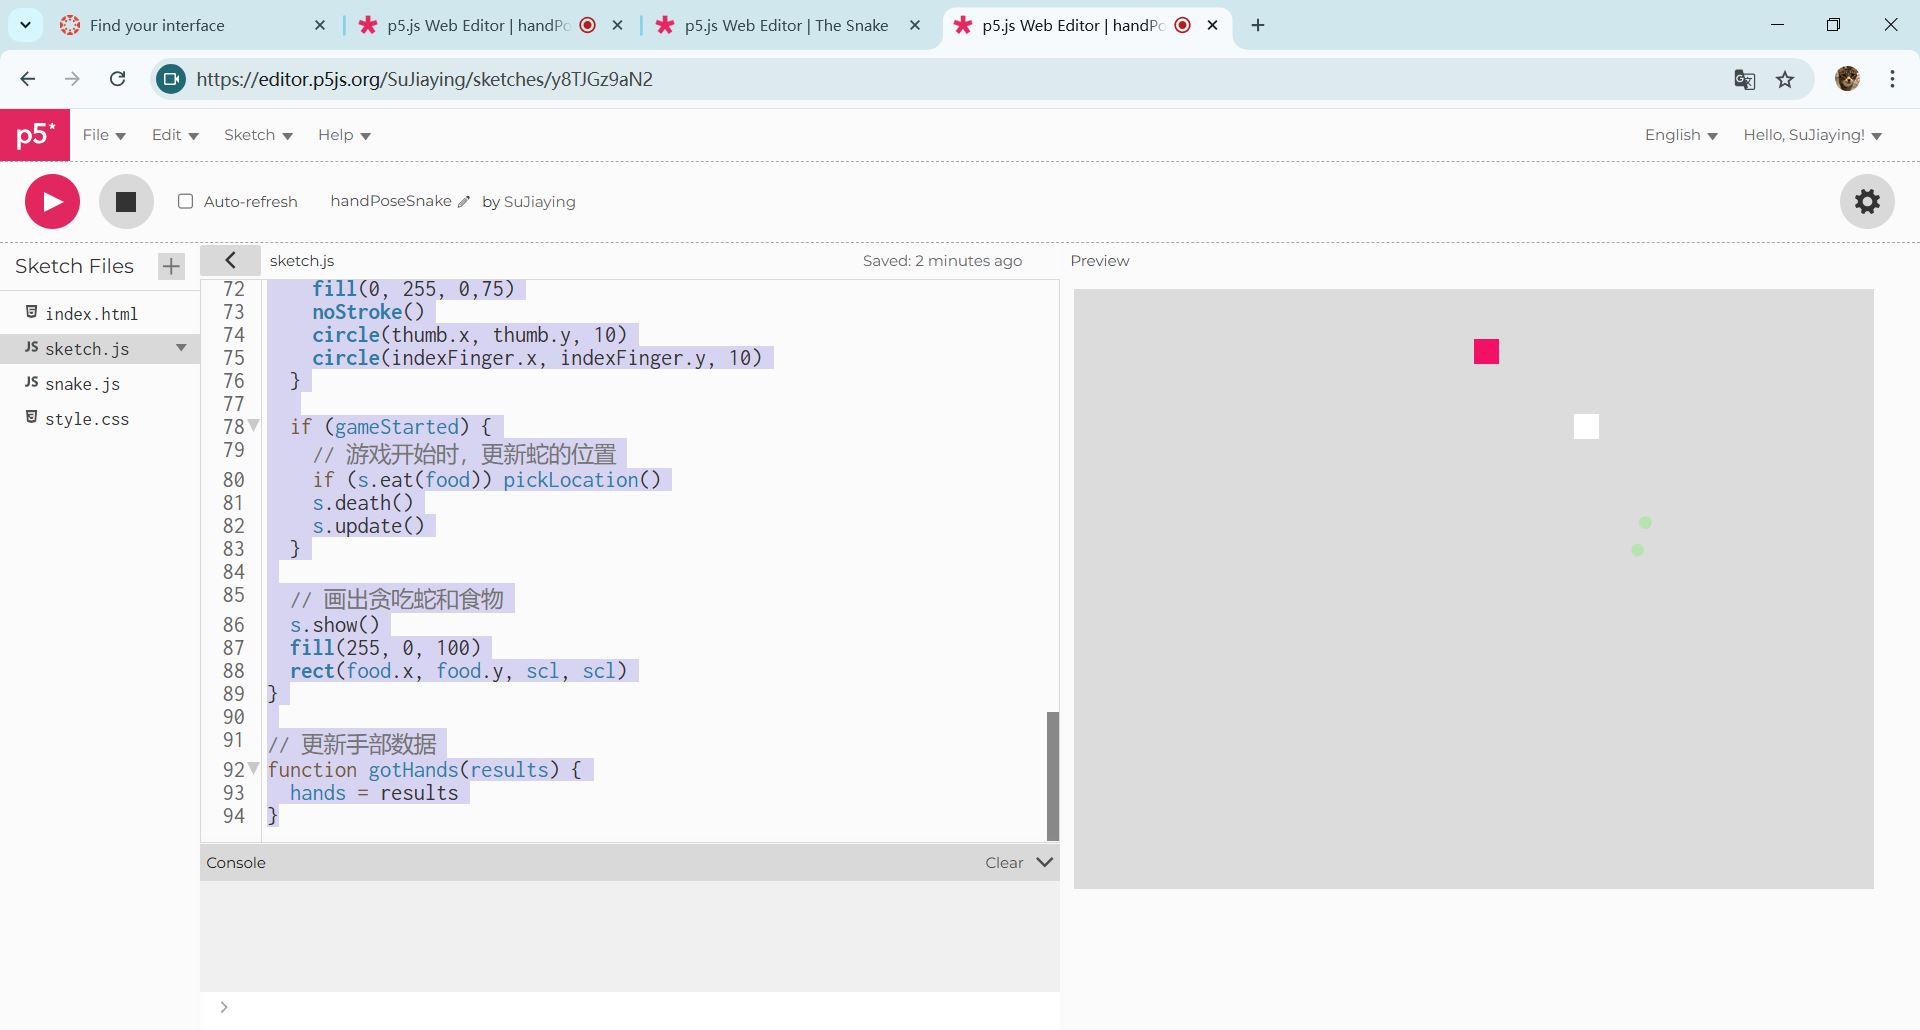 Find your interface
p5.js Web Editor | handPo
p5.js Web Editor | The Snake
p5.js Web Editor | handPo
https://editor.p5js.org/SuJiaying/sketches/y8TJGz9aN2
p5*
File
Edit
Sketch
Help
English
Hello, SuJiaying!
Auto-refresh
handPoseSnake
by SuJiaying
Sketch Files
sketch.js
Saved: 2 minutes ago
Preview
index.html
JS sketch.js
JS snake.js
style.css
72 fill(0, 255, 0,75)
73 noStroke()
74 circle(thumb.x, thumb.y, 10)
75 circle(indexFinger.x, indexFinger.y, 10)
76 }
77
78 if (gameStarted) {
79 // 游戏开始时，更新蛇的位置
80 if (s.eat(food)) pickLocation()
81 s.death()
82 s.update()
83 }
84
85 // 画出贪吃蛇和食物
86 s.show()
87 fill(255, 0, 100)
88 rect(food.x, food.y, scl, scl)
89 }
90
91 // 更新手部数据
92 function gotHands(results) {
93 hands = results
94 }
Console
Clear